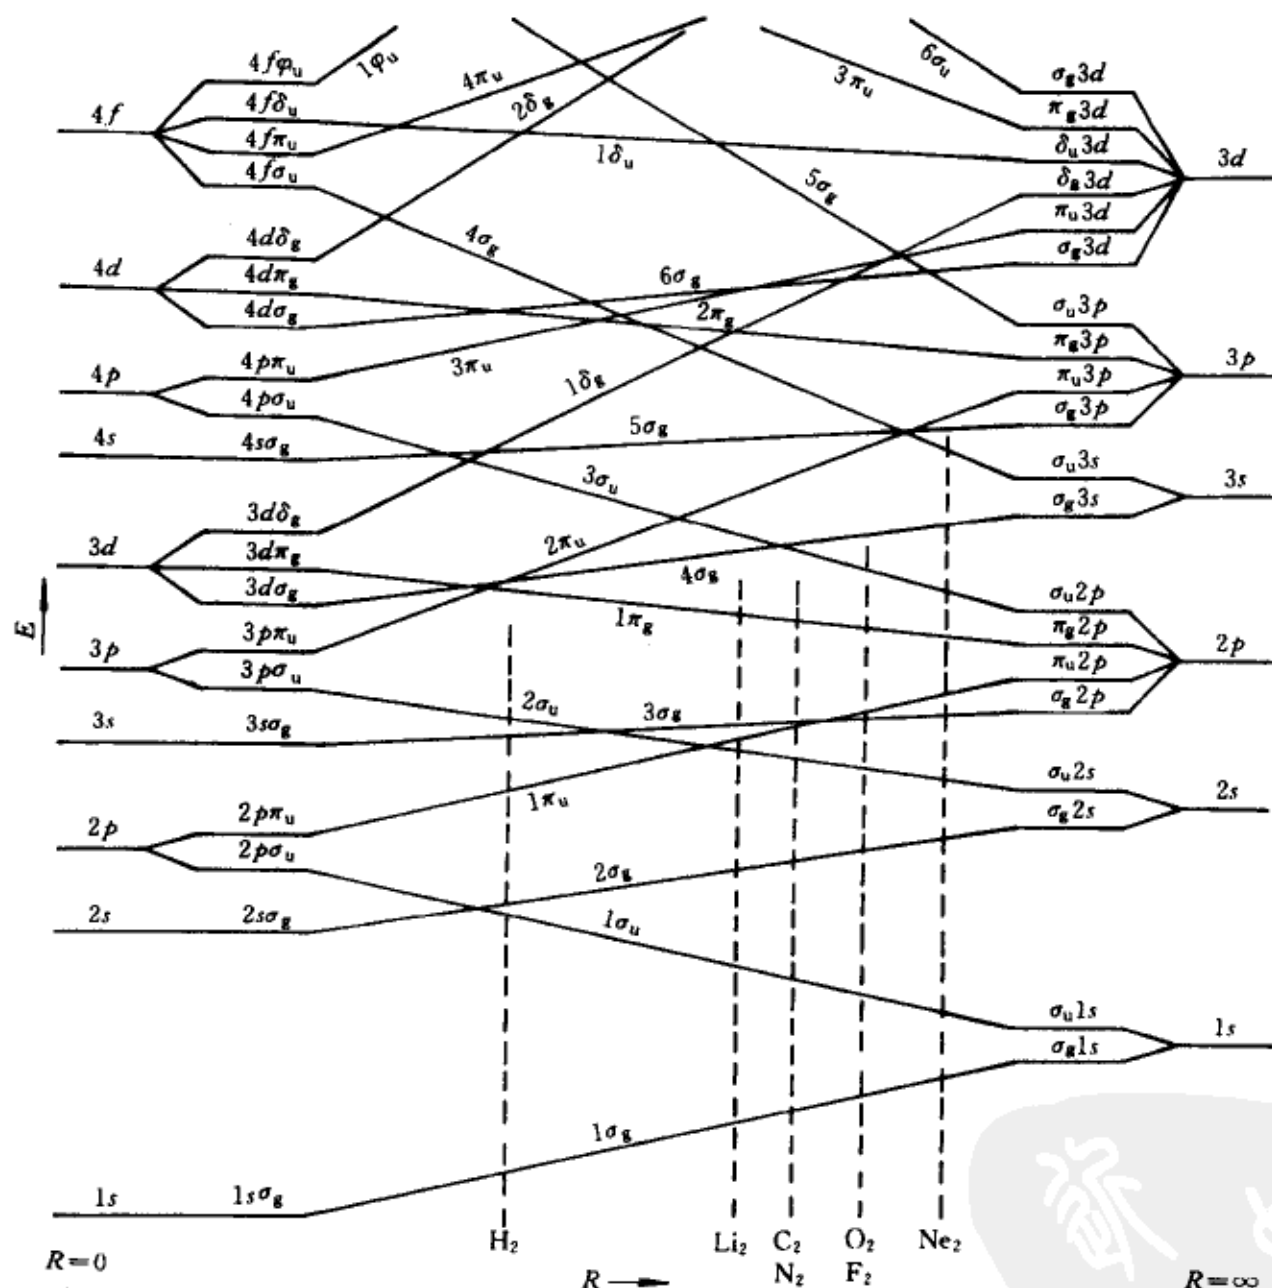 6σu
4fφu 1φu 4πu 3πu σg3d
4f 4fδu 2δg πg3d
4fπu 1δu δu3d 3d
4fσu 5σg δg3d
4dδg 4σg πu3d
4d 4dπg 6σg σg3d
4dσg 2πg σu3p
4p 4pπu 3πu πg3p 3p
4pσu 1δg πu3p
4s 4sσg 5σg σg3p
3σu σu3s 3s
3dδg σg3s
3d 3dπg 2πu
3dσg 4σg σu2p
E 1πg
3p 3pπu πg2p 2p
3pσu πu2p
3s 3sσg 2σu 3σg σg2p
σu2s 2s
2p 2pπu 1πu σg2s
2pσu
2s 2sσg 2σg
1σu
σu1s 1s
σg1s
1σg
1s 1sσg
H₂ Li₂ C₂ O₂ Ne₂
R=0 R N₂ F₂ R=∞